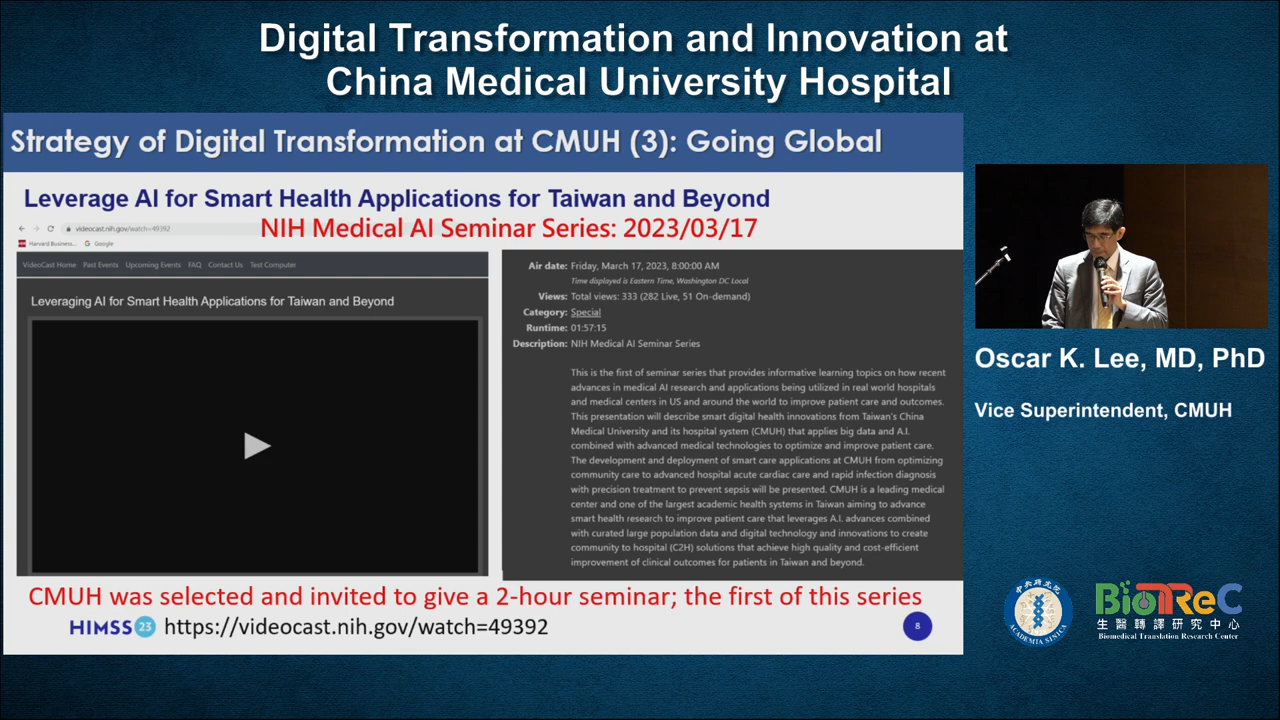 Digital Transformation and Innovation at
China Medical University Hospital
Strategy of Digital Transformation at CMUH (3): Going Global
Leverage AI for Smart Health Applications for Taiwan and Beyond
NIH Medical AI Seminar Series: 2023/03/17
videocast.nih.gov/watch=49392
Harvard Business...
Google
VideoCast Home Past Events Upcoming Events FAQ Contact Us Test Computer
Leveraging AI for Smart Health Applications for Taiwan and Beyond
Air date: Friday, March 17, 2023, 8:00:00 AM
Time displayed is Eastern Time, Washington DC Local
Views: Total views: 333 (282 Live, 51 On-demand)
Category: Special
Runtime: 01:57:15
Description: NIH Medical AI Seminar Series
This is the first of seminar series that provides informative learning topics on how recent
advances in medical AI research and applications being utilized in real world hospitals
and medical centers in US and around the world to improve patient care and outcomes.
This presentation will describe smart digital health innovations from Taiwan's China
Medical University and its hospital system (CMUH) that applies big data and A.I.
combined with advanced medical technologies to optimize and improve patient care.
The development and deployment of smart care applications at CMUH from optimizing
community care to advanced hospital acute cardiac care and rapid infection diagnosis
with precision treatment to prevent sepsis will be presented. CMUH is a leading medical
center and one of the largest academic health systems in Taiwan aiming to advance
smart health research to improve patient care that leverages A.I. advances combined
with curated large population data and digital technology and innovations to create
community to hospital (C2H) solutions that achieve high quality and cost-efficient
improvement of clinical outcomes for patients in Taiwan and beyond.
CMUH was selected and invited to give a 2-hour seminar; the first of this series
HIMSS 23 https://videocast.nih.gov/watch=49392
8
Oscar K. Lee, MD, PhD
Vice Superintendent, CMUH
中央研究院
ACADEMIA SINICA
BioTReC
生醫轉譯研究中心
Biomedical Translation Research Center